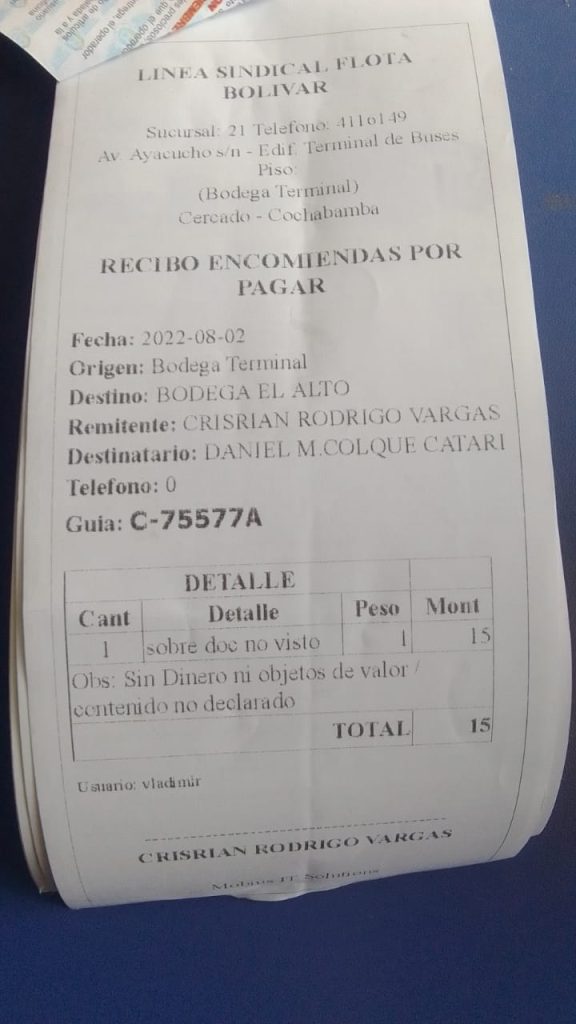 LINEA SINDICAL FLOTA
BOLIVAR
Sucursal: 21 Telefono: 4116149
Av. Ayacucho s/n - Edif. Terminal de Buses
Piso:
(Bodega Terminal)
Cercado - Cochabamba
RECIBO ENCOMIENDAS POR
PAGAR
Fecha: 2022-08-02
Origen: Bodega Terminal
Destino: BODEGA EL ALTO
Remitente: CRISRIAN RODRIGO VARGAS
Destinatario: DANIEL M.COLQUE CATARI
Telefono: 0
Guia: C-75577A
DETALLE
Cant Detalle Peso Mont
1 sobre doc no visto 1 15
Obs: Sin Dinero ni objetos de valor /
contenido no declarado
TOTAL 15
Usuario: vladimir
CRISRIAN RODRIGO VARGAS
Mobius IT Solutions